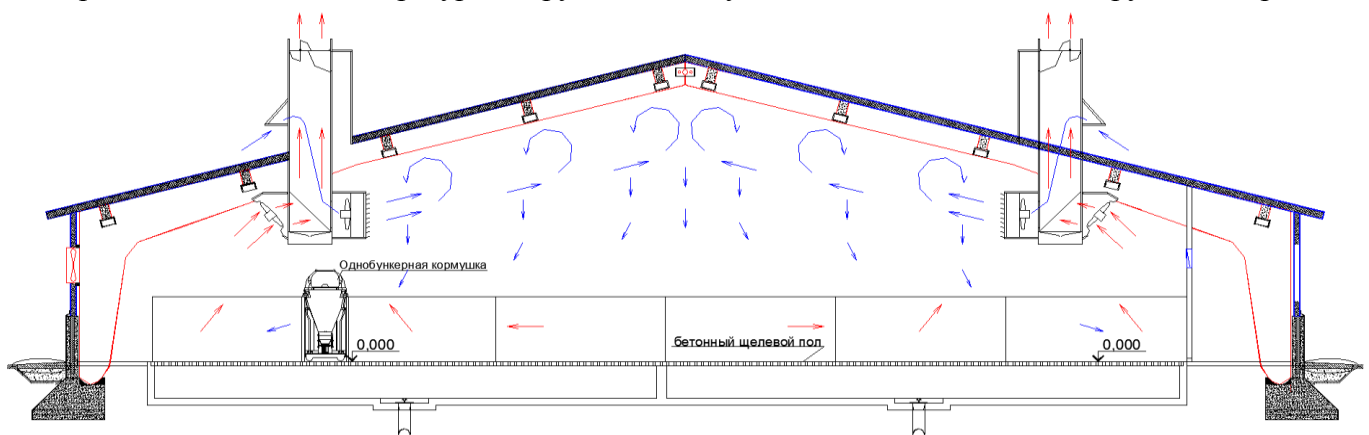 Однобункерная кормушка
0,000
бетонный щелевой пол
0,000